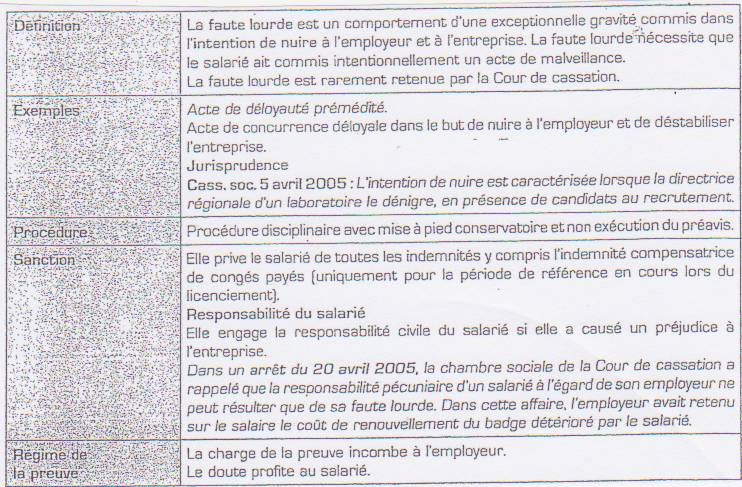 Définition
La faute lourde est un comportement d'une exceptionnelle gravité commis dans
l'intention de nuire à l'employeur et à l'entreprise. La faute lourde nécessite que
le salarié ait commis intentionnellement un acte de malveillance.
La faute lourde est rarement retenue par la Cour de cassation.
Exemples
Acte de déloyauté prémédité.
Acte de concurrence déloyale dans le but de nuire à l'employeur et de déstabiliser
l'entreprise.
Jurisprudence
Cass. soc. 5 avril 2005 : L'intention de nuire est caractérisée lorsque la directrice
régionale d'un laboratoire le dénigre, en présence de candidats au recrutement.
Procédure
Procédure disciplinaire avec mise à pied conservatoire et non exécution du préavis.
Sanction
Elle prive le salarié de toutes les indemnités y compris l'indemnité compensatrice
de congés payés (uniquement pour la période de référence en cours lors du
licenciement).
Responsabilité du salarié
Elle engage la responsabilité civile du salarié si elle a causé un préjudice à
l'entreprise.
Dans un arrêt du 20 avril 2005, la chambre sociale de la Cour de cassation a
rappelé que la responsabilité pécuniaire d'un salarié à l'égard de son employeur ne
peut résulter que de sa faute lourde. Dans cette affaire, l'employeur avait retenu
sur le salaire le coût de renouvellement du badge détérioré par le salarié.
Régime de
la preuve
La charge de la preuve incombe à l'employeur.
Le doute profite au salarié.